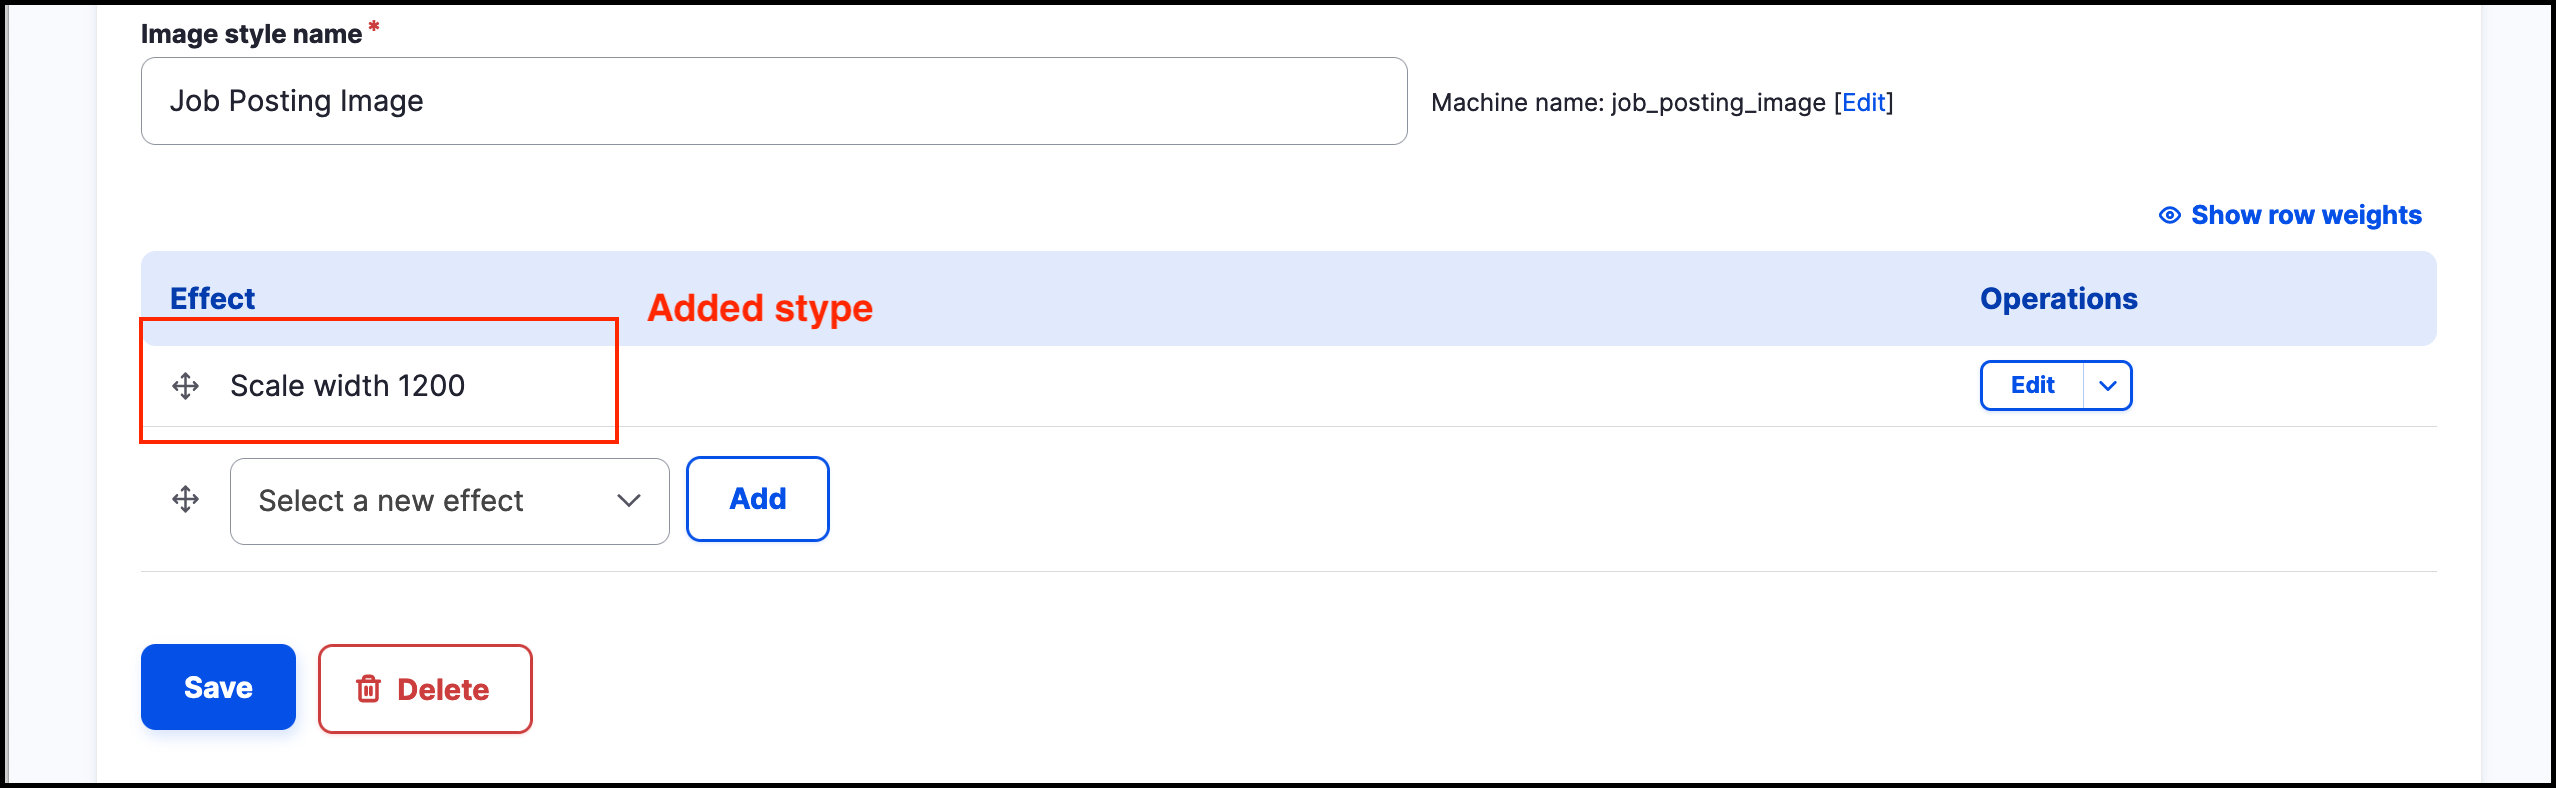 Image style name *
Job Posting Image
Machine name: job_posting_image [Edit]
Show row weights
Effect
Added stype
Operations
Scale width 1200
Edit
Select a new effect
Add
Save
Delete